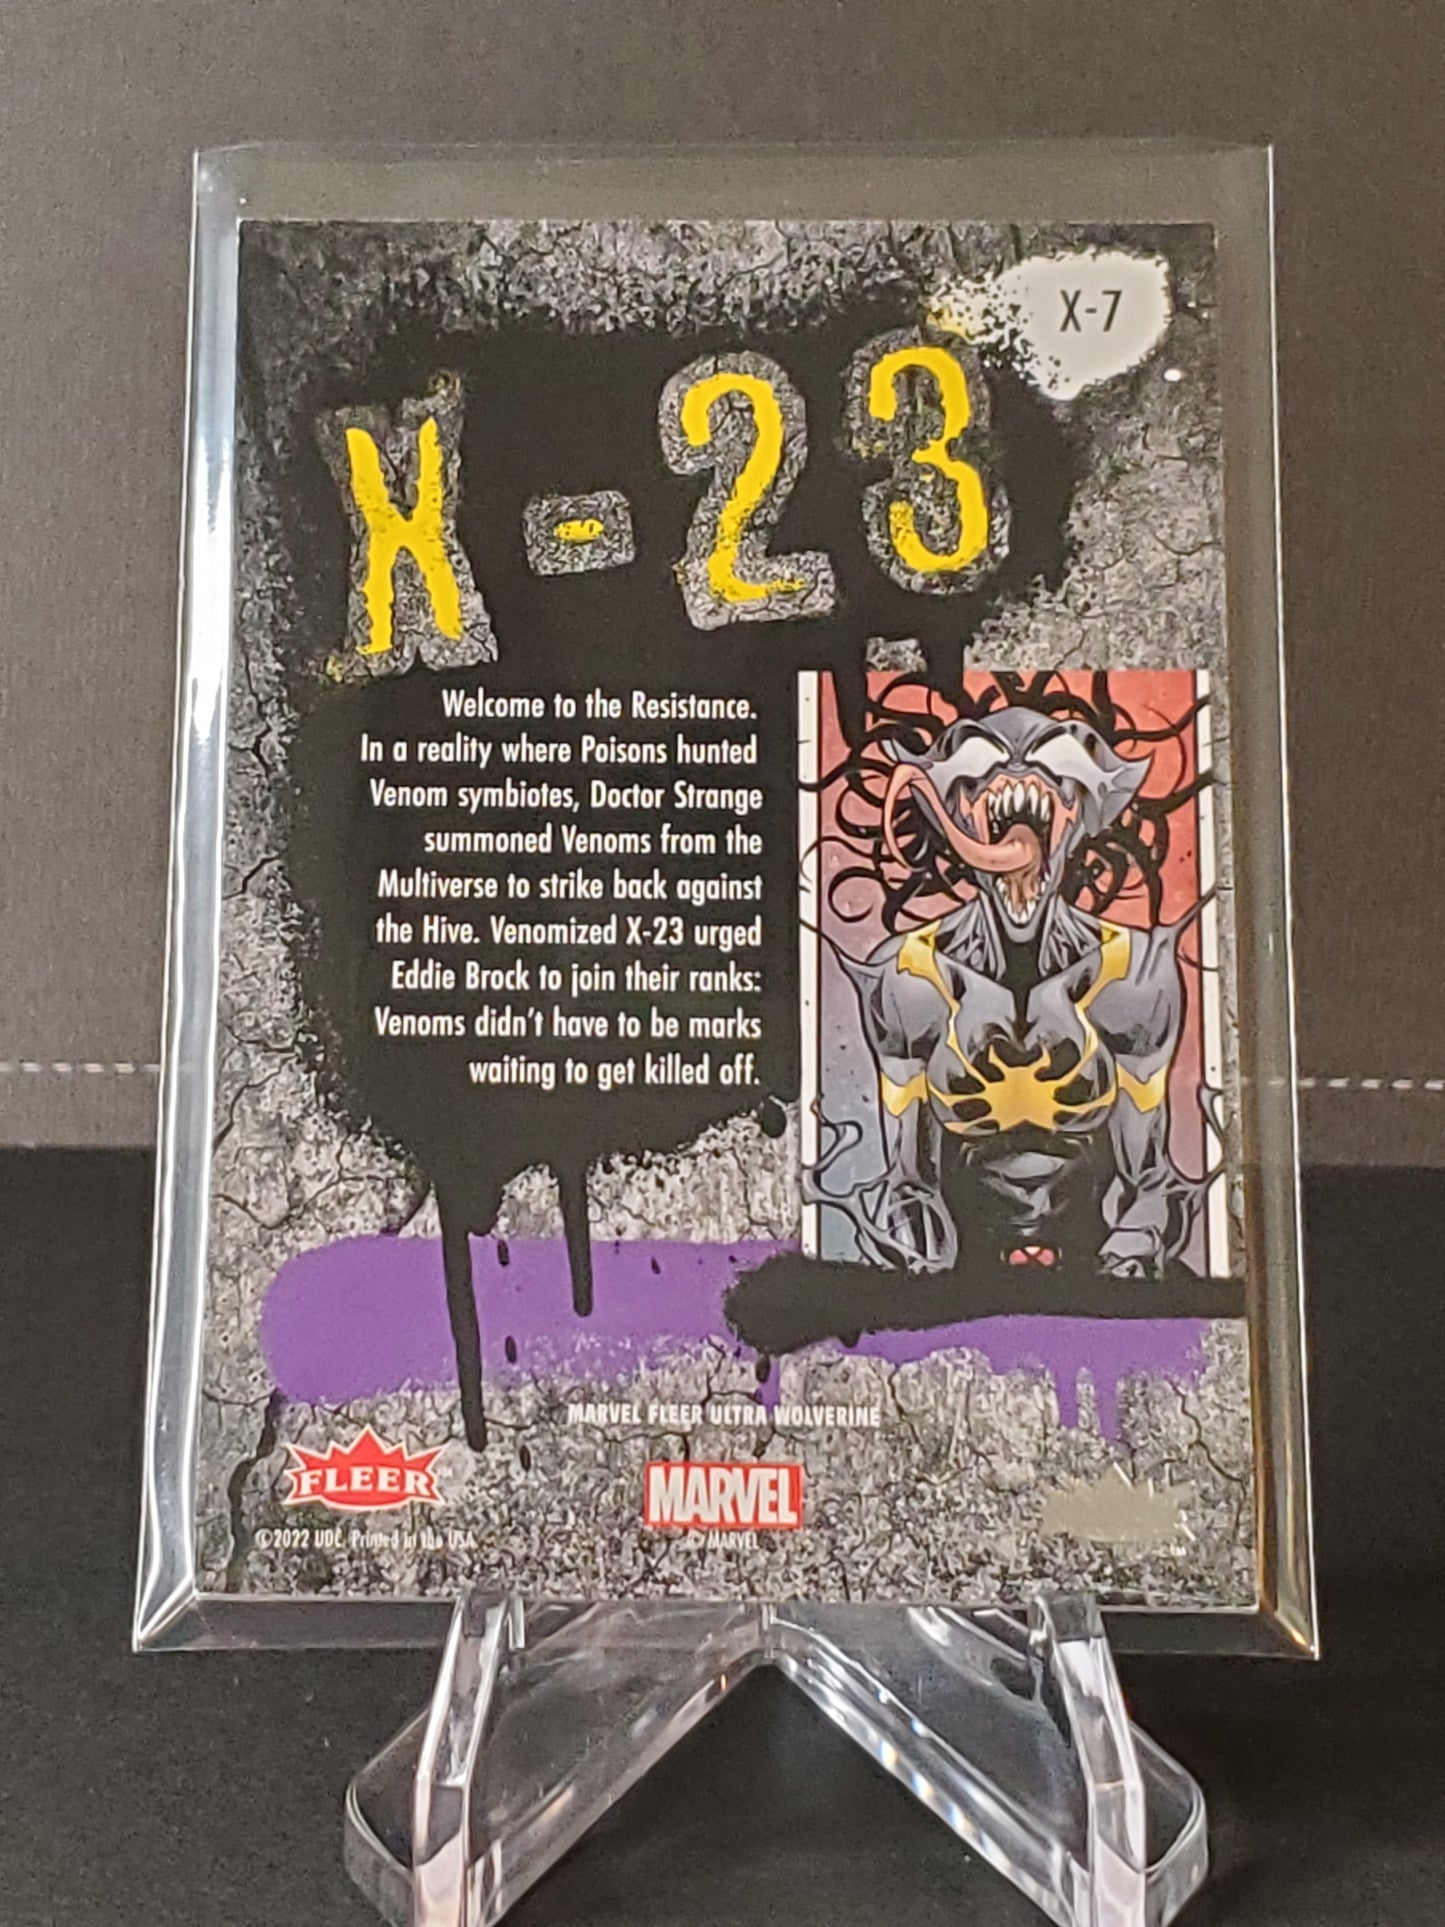 X-7
X-23
Welcome to the Resistance.
In a reality where Poisons hunted
Venom symbiotes, Doctor Strange
summoned Venoms from the
Multiverse to strike back against
the Hive. Venomized X-23 urged
Eddie Brock to join their ranks:
Venoms didn't have to be marks
waiting to get killed off.
MARVEL FLEER ULTRA WOLVERINE
FLEER
MARVEL
©2022 UDC. Printed in the USA.
© MARVEL